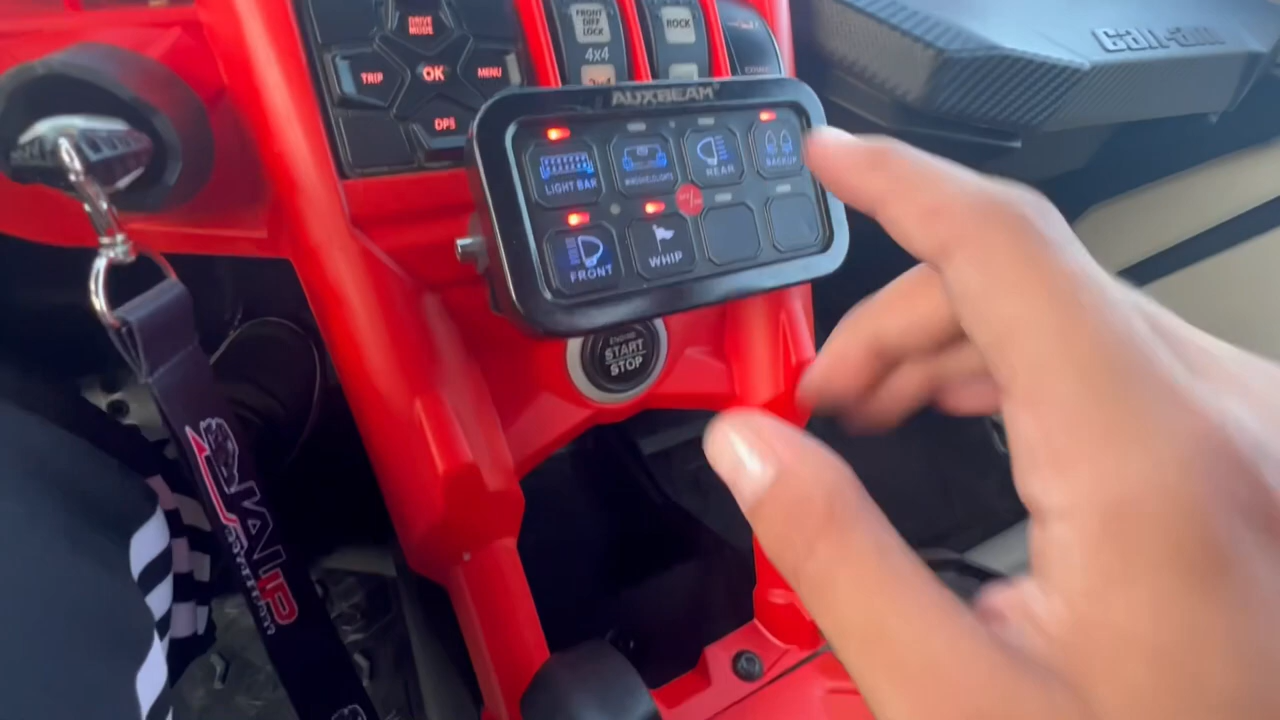 DRIVE
MODE
TRIP
OK
MENU
DPS
FRONT
DIFF
LOCK
4x4
ROCK
can-am
AUXBEAM
LIGHT BAR
REAR
BACKUP
FRONT
WHIP
ENGINE
START
STOP